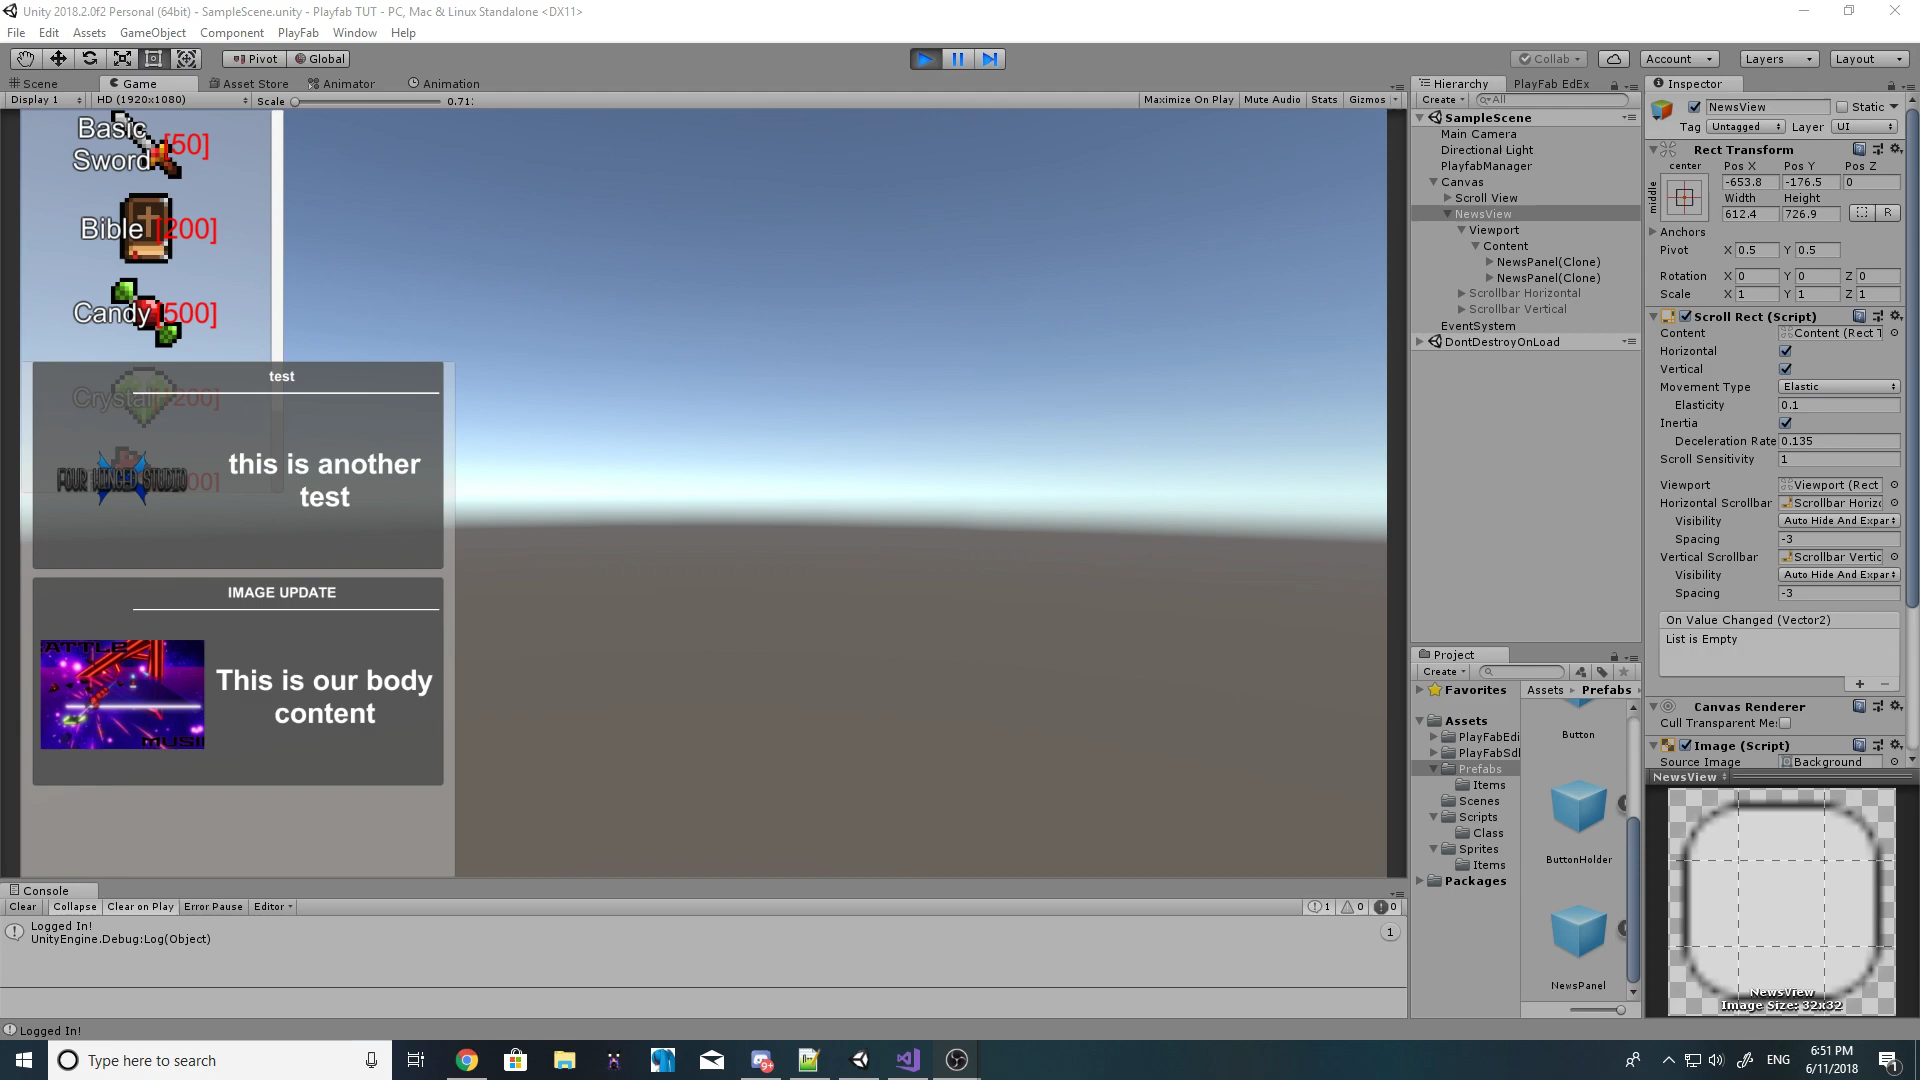 Unity 2018.2.0f2 Personal (64bit) - SampleScene.unity - Playfab TUT - PC, Mac & Linux Standalone <DX11>
File Edit Assets GameObject Component PlayFab Window Help
Pivot Global Collab Account Layers Layout
Scene Game Asset Store Animator Animation
Display 1 HD (1920x1080) Scale 0.71: Maximize On Play Mute Audio Stats Gizmos
Basic
Sword [50]
Bible [200]
Candy [500]
Crystal [200]
test
FOUR WINGED STUDIO
this is another
test
IMAGE UPDATE
This is our body
content
Hierarchy PlayFab EdEx
Create All
SampleScene
Main Camera
Directional Light
PlayfabManager
Canvas
Scroll View
NewsView
Viewport
Content
NewsPanel(Clone)
NewsPanel(Clone)
Scrollbar Horizontal
Scrollbar Vertical
EventSystem
DontDestroyOnLoad
Inspector
NewsView Static
Tag Untagged Layer UI
Rect Transform
center Pos X Pos Y Pos Z
middle -653.8 -176.5 0
Width Height
612.4 726.9 R
Anchors
Pivot X 0.5 Y 0.5
Rotation X 0 Y 0 Z 0
Scale X 1 Y 1 Z 1
Scroll Rect (Script)
Content Content (Rect T
Horizontal
Vertical
Movement Type Elastic
Elasticity 0.1
Inertia
Deceleration Rate 0.135
Scroll Sensitivity 1
Viewport Viewport (Rect
Horizontal Scrollbar Scrollbar Horizo
Visibility Auto Hide And Expar
Spacing -3
Vertical Scrollbar Scrollbar Vertic
Visibility Auto Hide And Expar
Spacing -3
On Value Changed (Vector2)
List is Empty
Canvas Renderer
Cull Transparent Me:
Image (Script)
Source Image Background
NewsView
NewsView
Image Size: 32x32
Project
Create
Favorites
Assets
PlayFabEdi
PlayFabSdl
Prefabs
Items
Scenes
Scripts
Class
Sprites
Items
Packages
Assets Prefabs
Button
ButtonHolder
NewsPanel
Console
Clear Collapse Clear on Play Error Pause Editor 1 0 0
Logged In!
UnityEngine.Debug:Log(Object) 1
Logged In!
Type here to search
ENG 6:51 PM
6/11/2018